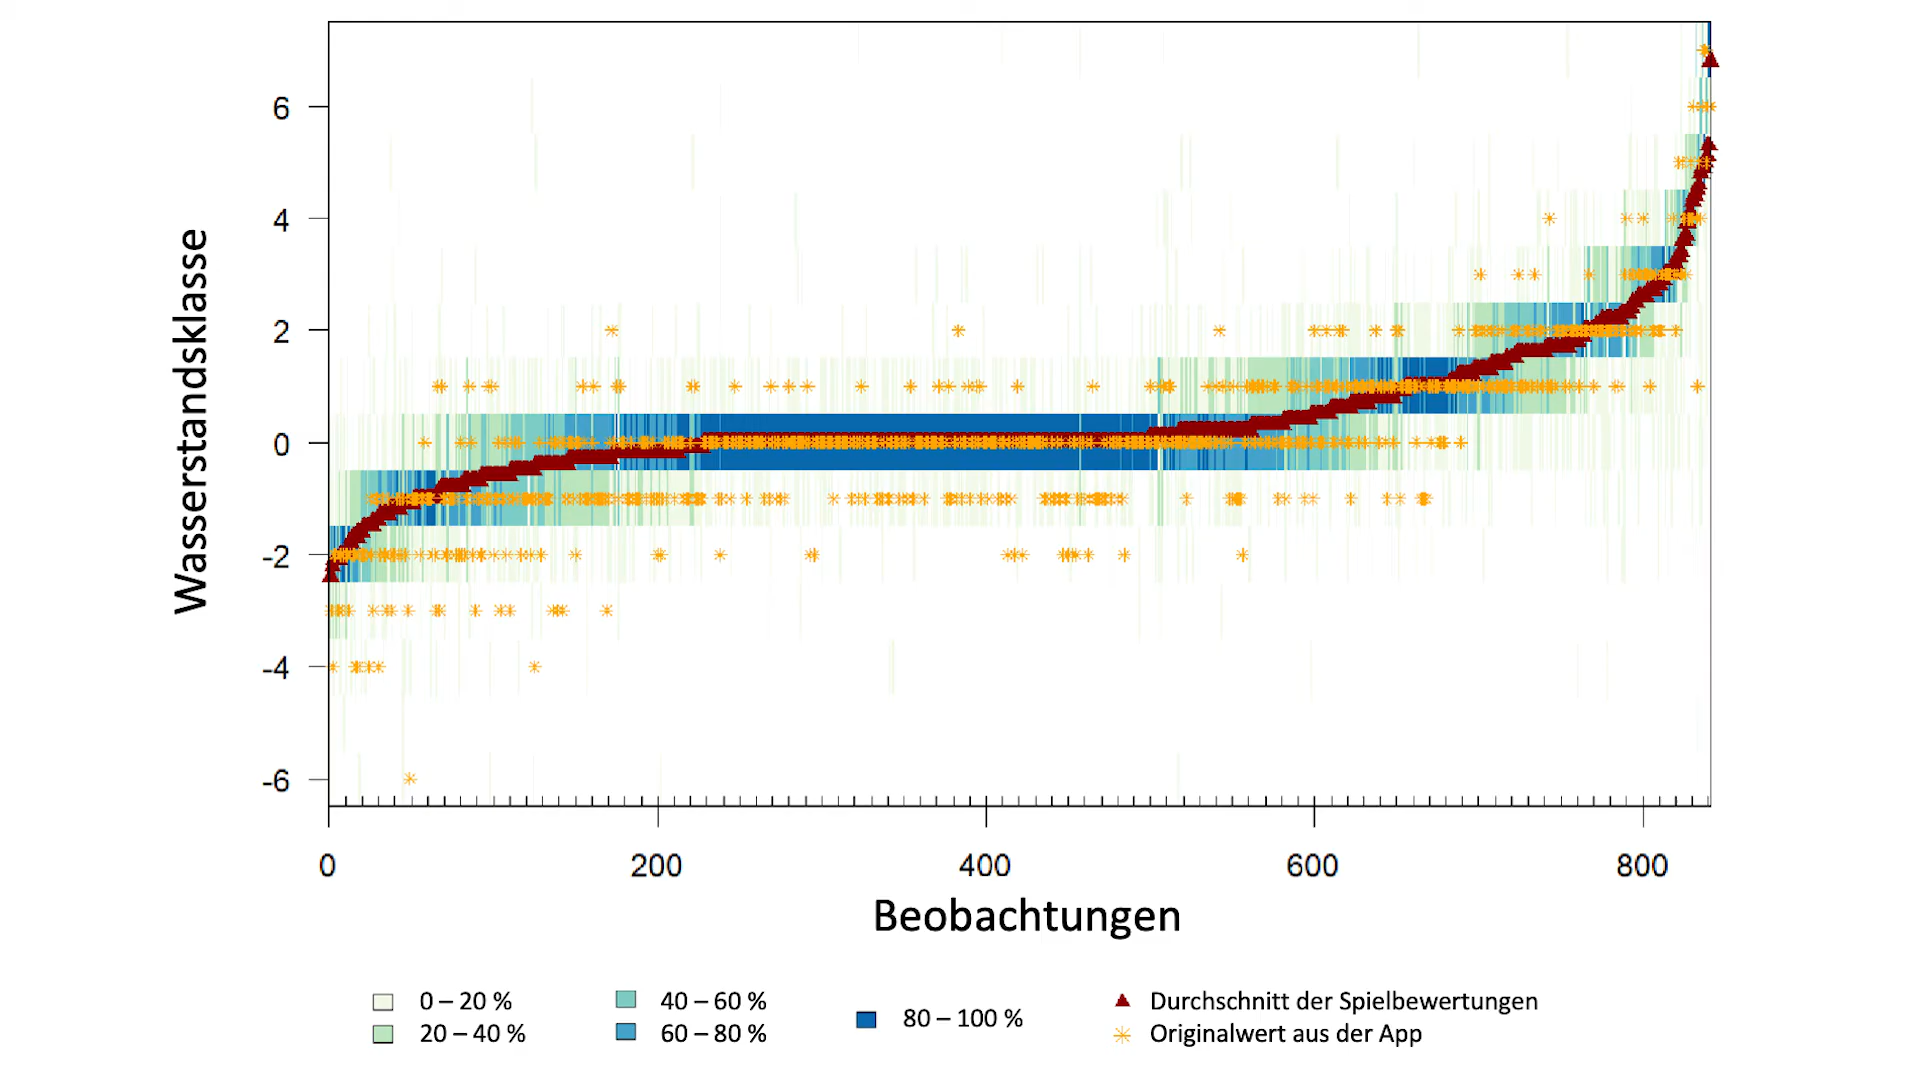 Wasserstandsklasse
6
4
2
0
-2
-4
-6
0 200 400 600 800
Beobachtungen
0 – 20 % 40 – 60 % 80 – 100 % Durchschnitt der Spielbewertungen
20 – 40 % 60 – 80 % Originalwert aus der App